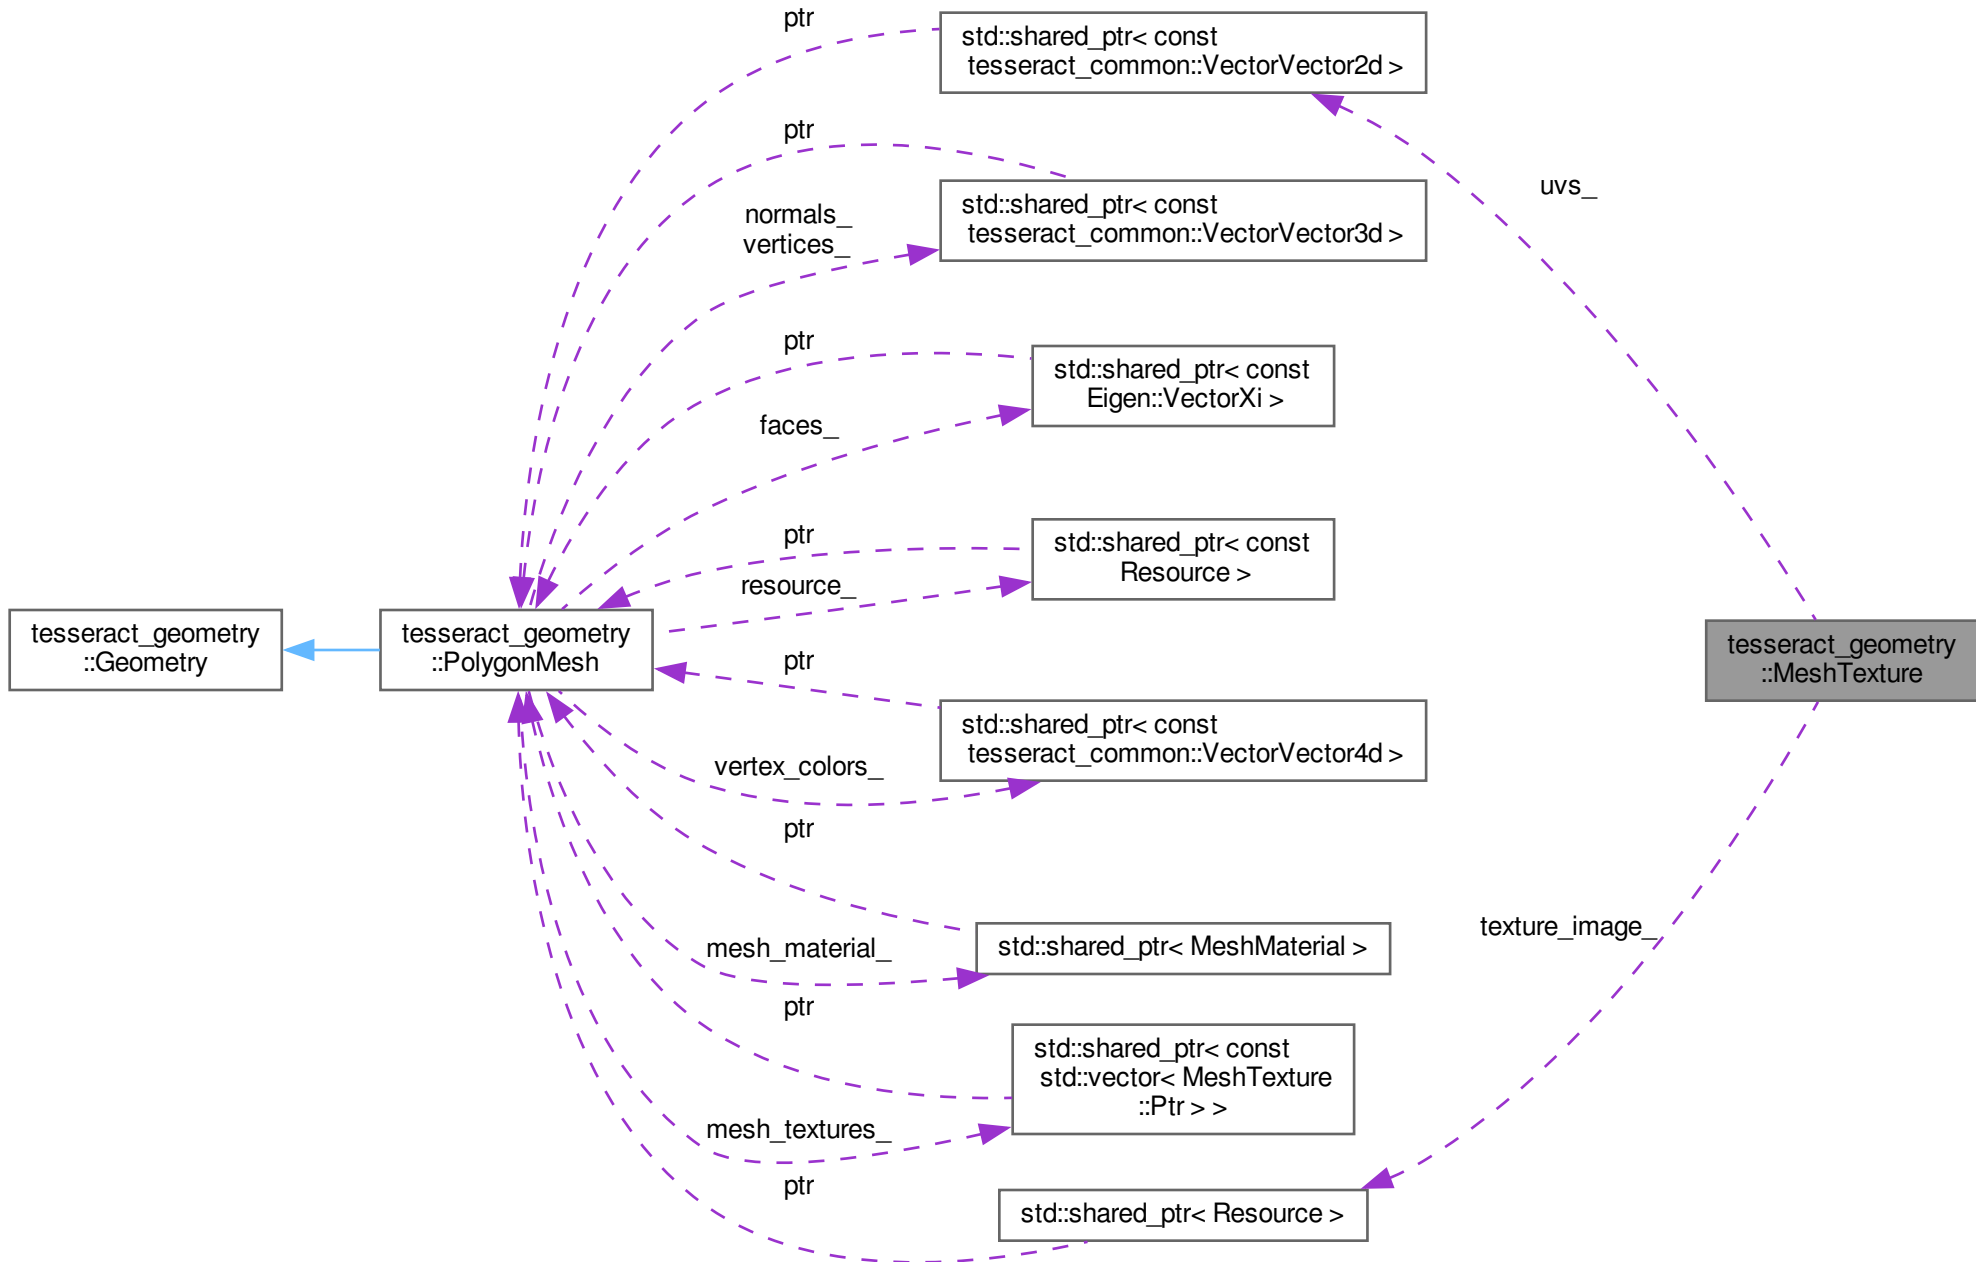 ptr
std::shared_ptr< const
tesseract_common::VectorVector2d >
ptr
uvs_
std::shared_ptr< const
tesseract_common::VectorVector3d >
normals_
vertices_
ptr
std::shared_ptr< const
Eigen::VectorXi >
faces_
ptr
std::shared_ptr< const
Resource >
resource_
tesseract_geometry
::Geometry
tesseract_geometry
::PolygonMesh
tesseract_geometry
::MeshTexture
ptr
std::shared_ptr< const
tesseract_common::VectorVector4d >
vertex_colors_
ptr
texture_image_
mesh_material_
std::shared_ptr< MeshMaterial >
ptr
std::shared_ptr< const
std::vector< MeshTexture
::Ptr > >
mesh_textures_
ptr
std::shared_ptr< Resource >